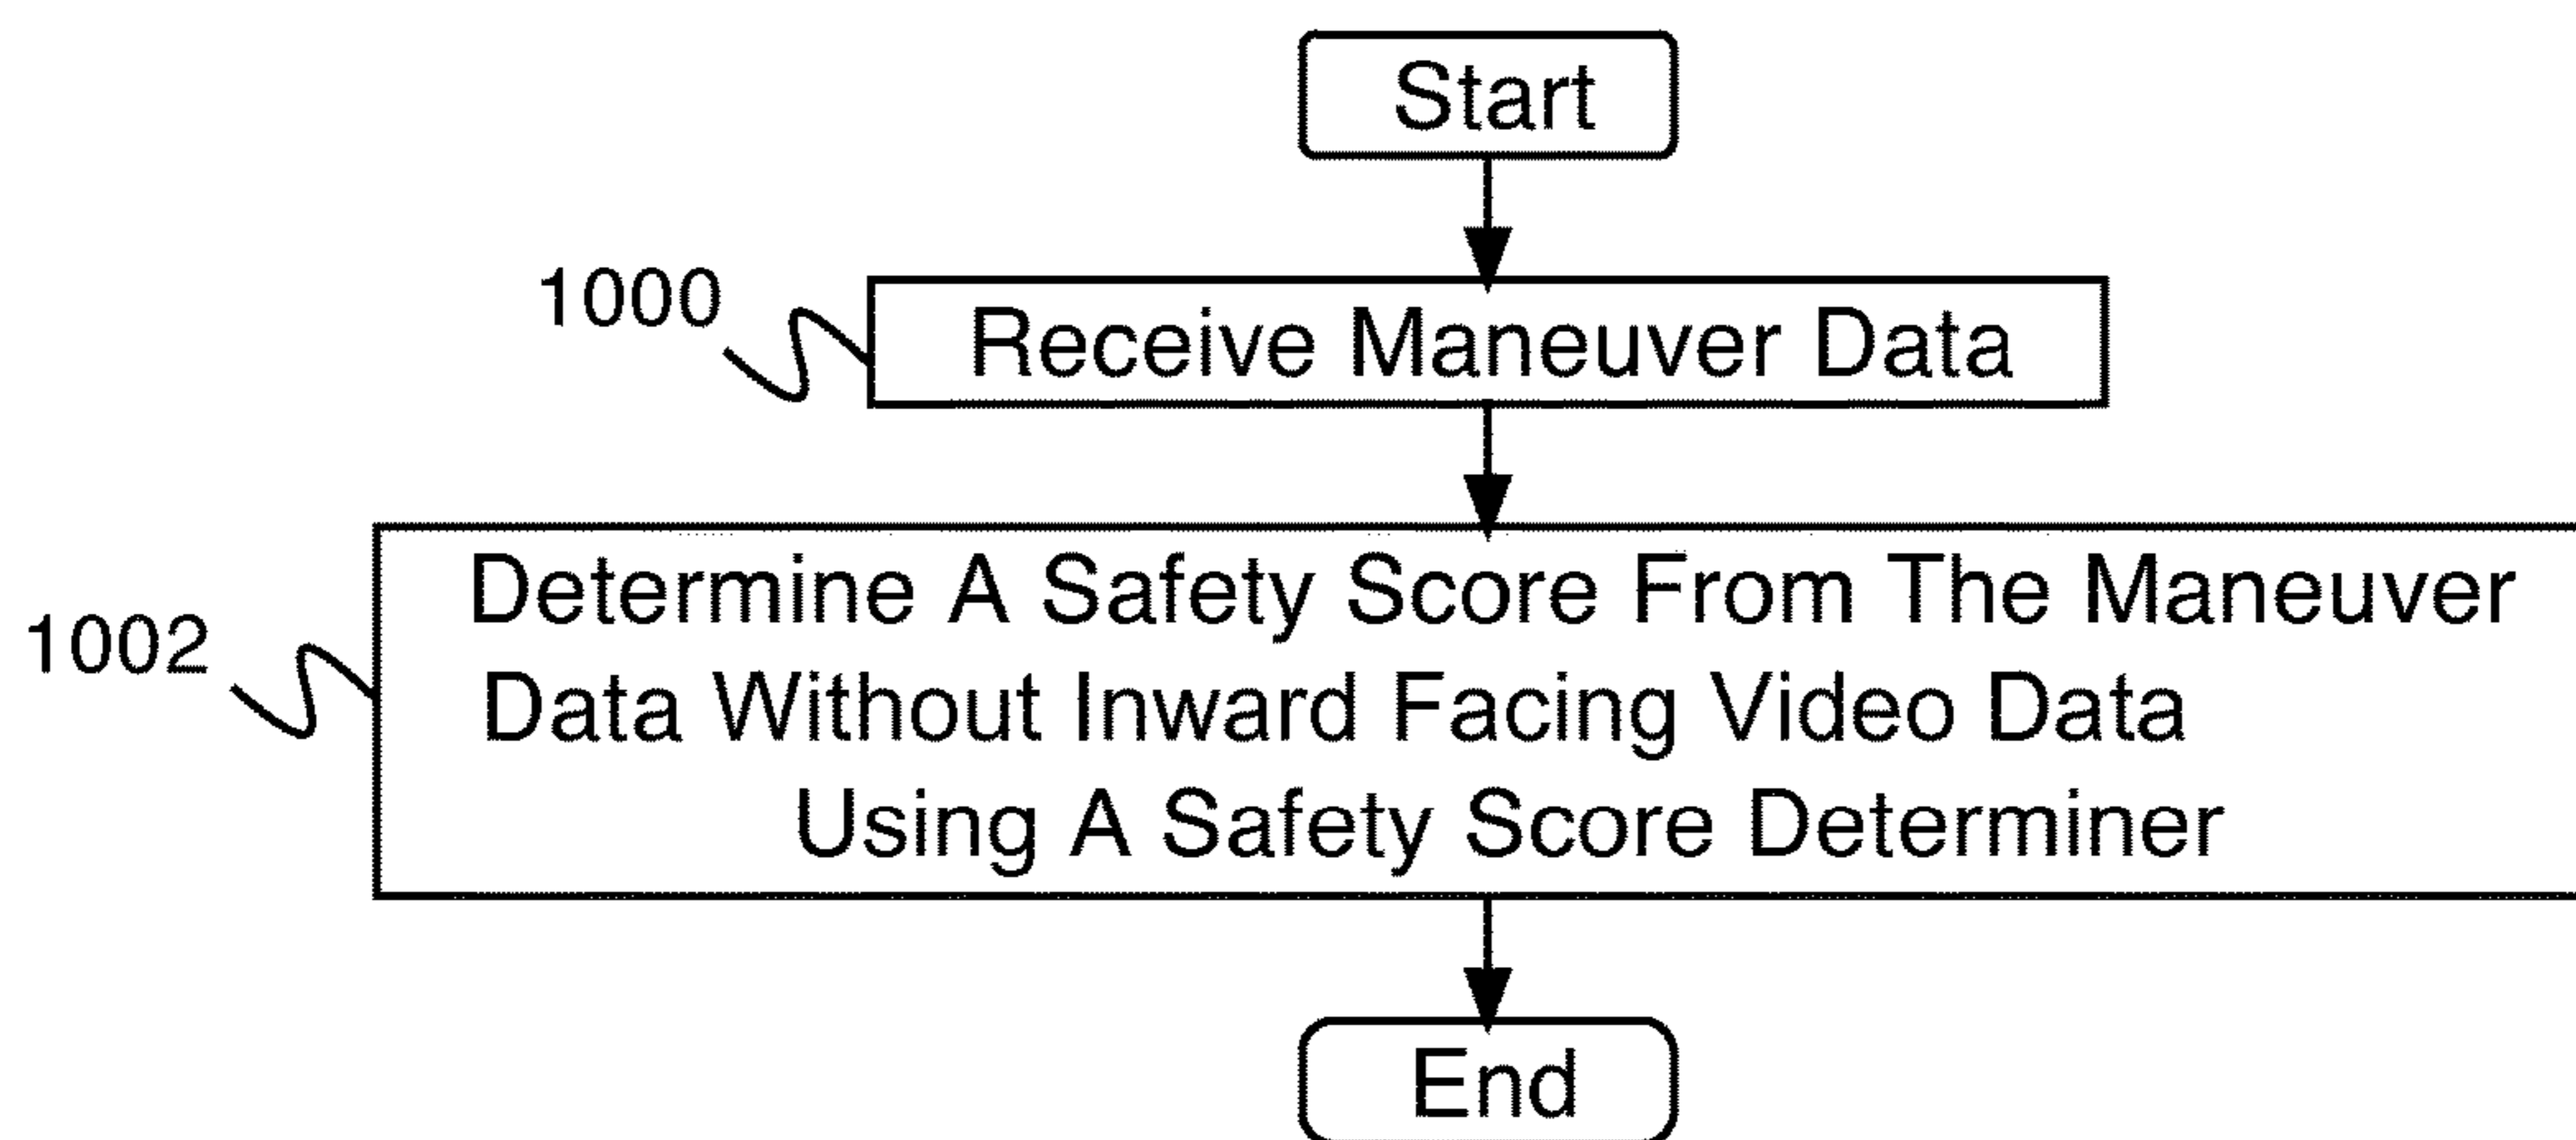 Start
1000
Receive Maneuver Data
1002
Determine A Safety Score From The Maneuver
Data Without Inward Facing Video Data
Using A Safety Score Determiner
End